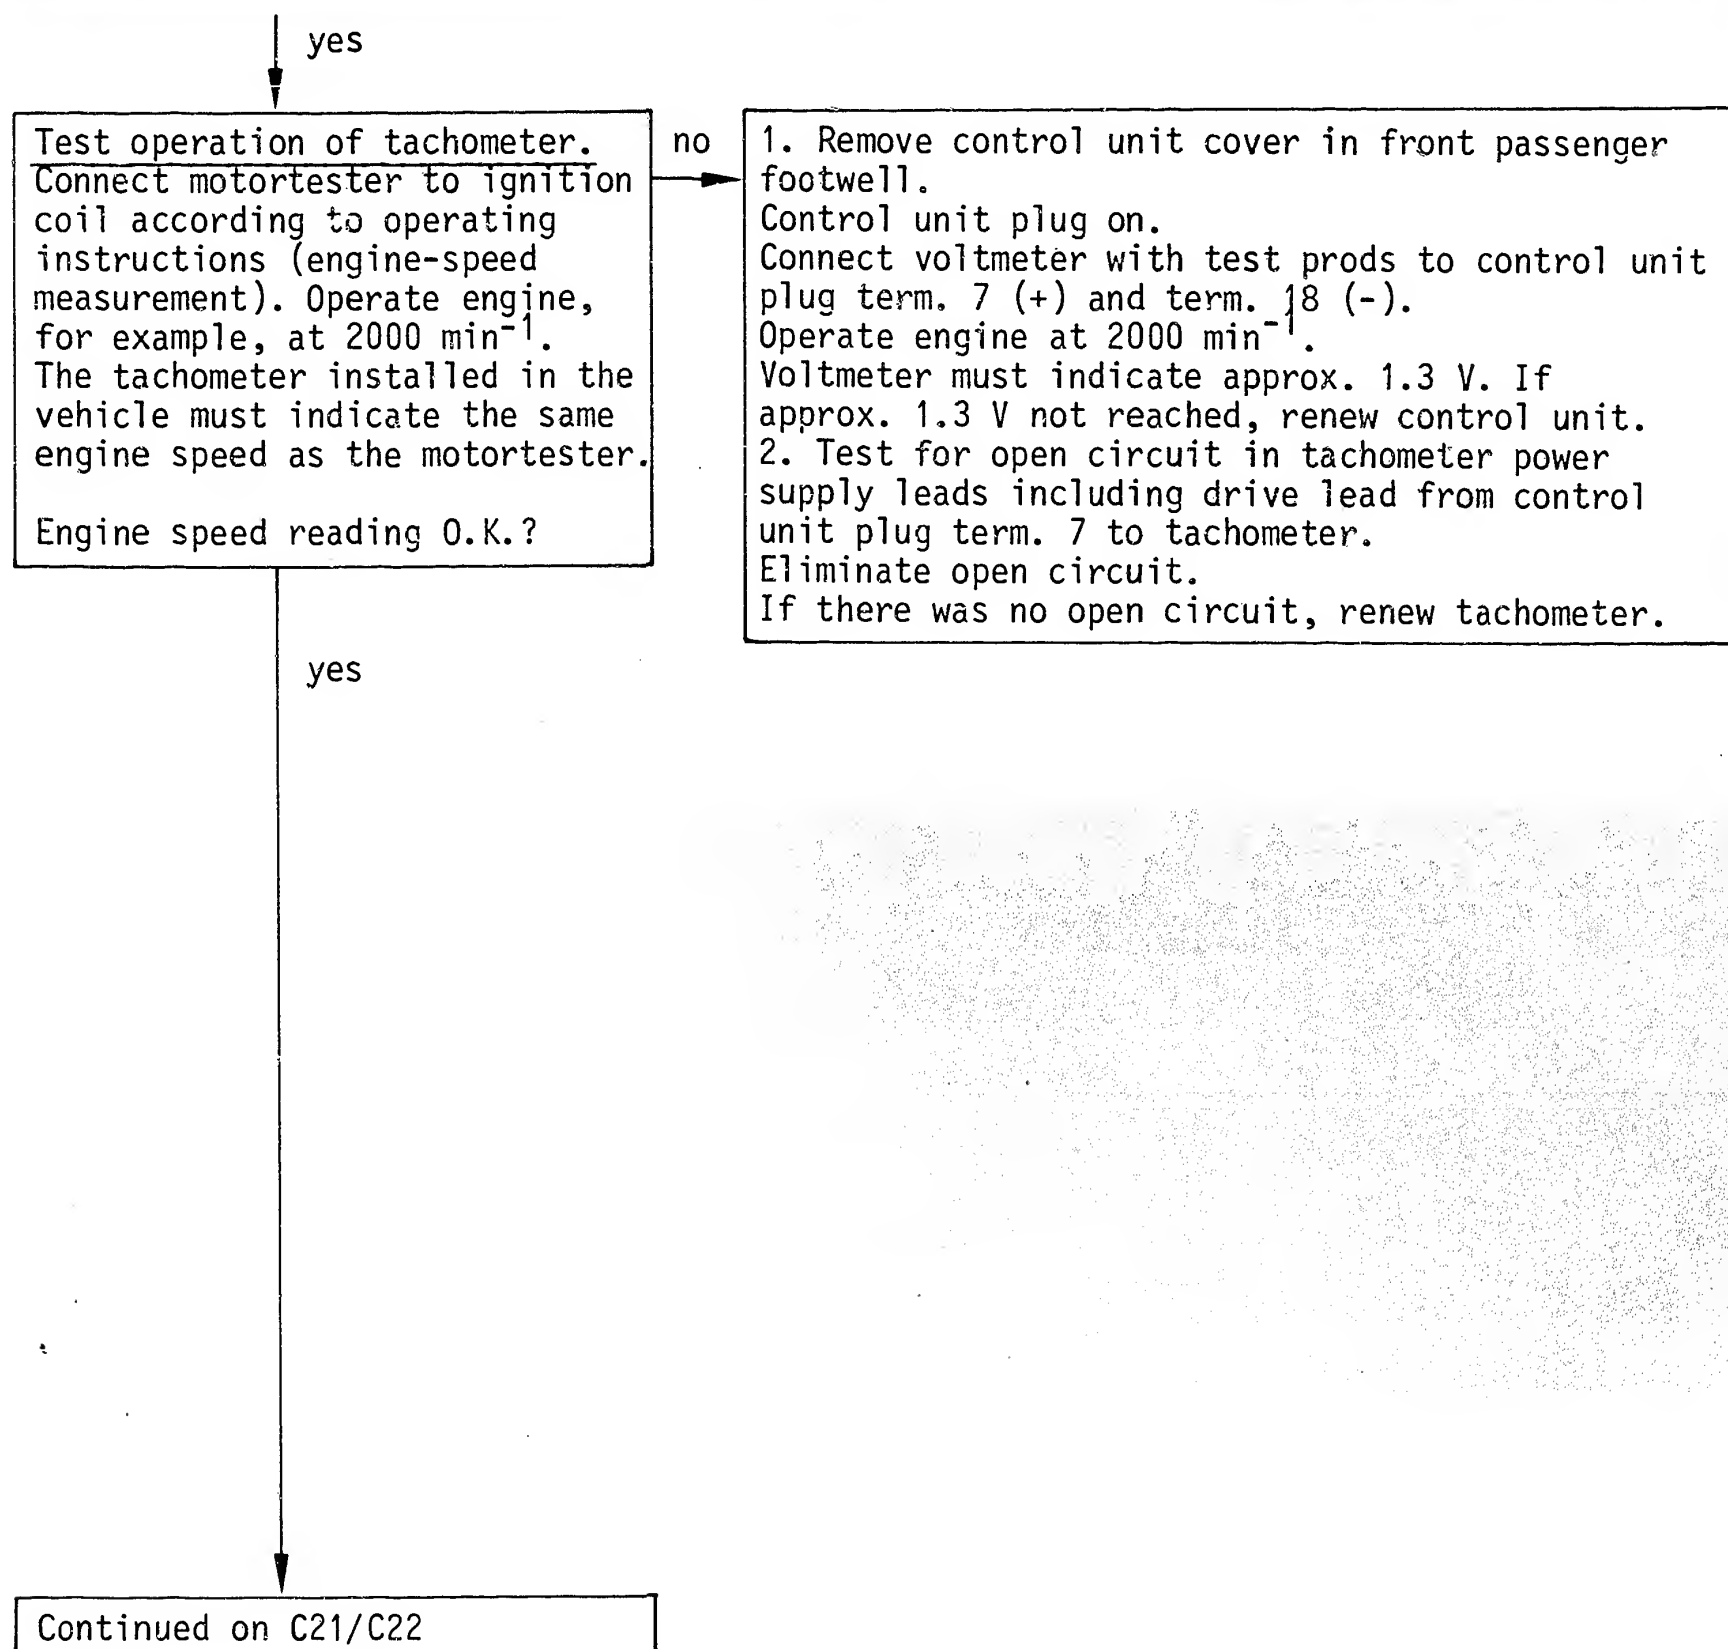 yes
Test operation of tachometer.
Connect motortester to ignition
coil according to operating
instructions (engine-speed
measurement). Operate engine,
for example, at 2000 min⁻¹.
The tachometer installed in the
vehicle must indicate the same
engine speed as the motortester.
Engine speed reading O.K.?
no
1. Remove control unit cover in front passenger
footwell.
Control unit plug on.
Connect voltmeter with test prods to control unit
plug term. 7 (+) and term. 18 (-).
Operate engine at 2000 min⁻¹.
Voltmeter must indicate approx. 1.3 V. If
approx. 1.3 V not reached, renew control unit.
2. Test for open circuit in tachometer power
supply leads including drive lead from control
unit plug term. 7 to tachometer.
Eliminate open circuit.
If there was no open circuit, renew tachometer.
yes
Continued on C21/C22